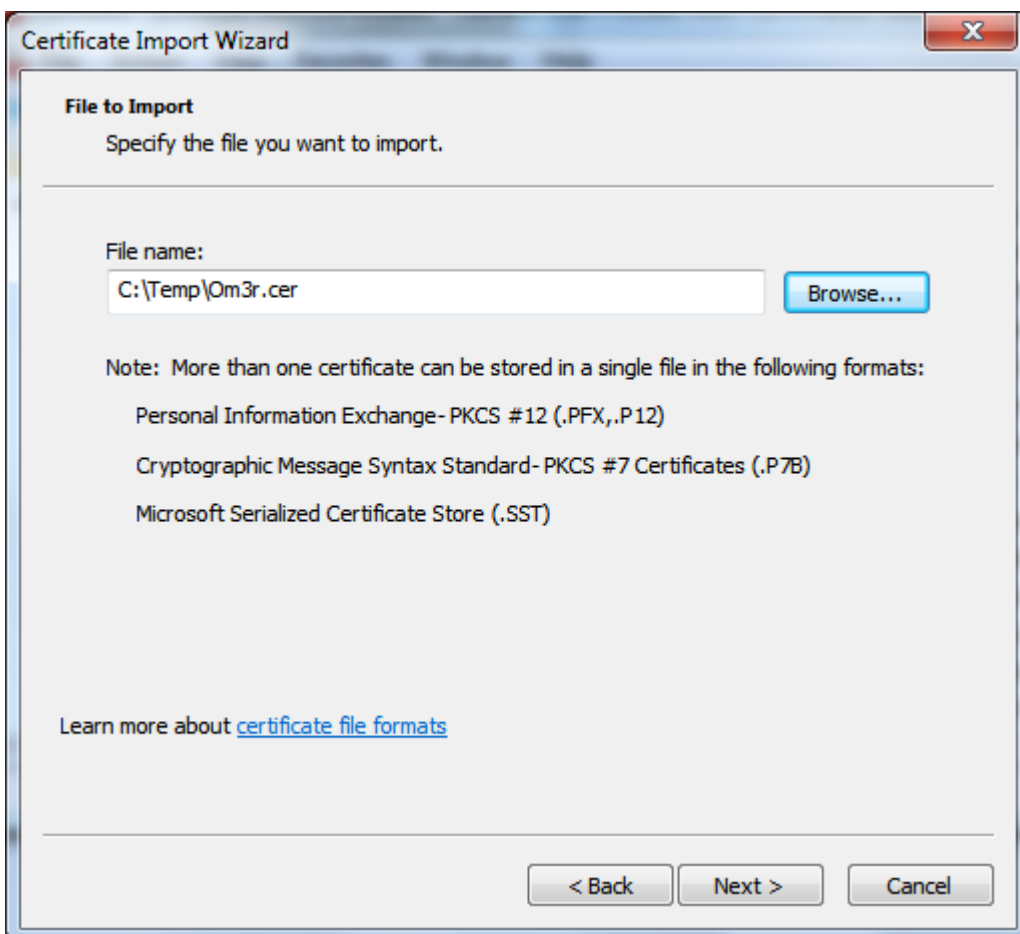 Certificate Import Wizard
File to Import
Specify the file you want to import.
File name:
C:\Temp\Om3r.cer
Browse...
Note:  More than one certificate can be stored in a single file in the following formats:
Personal Information Exchange- PKCS #12 (.PFX,.P12)
Cryptographic Message Syntax Standard- PKCS #7 Certificates (.P7B)
Microsoft Serialized Certificate Store (.SST)
Learn more about certificate file formats
< Back
Next >
Cancel